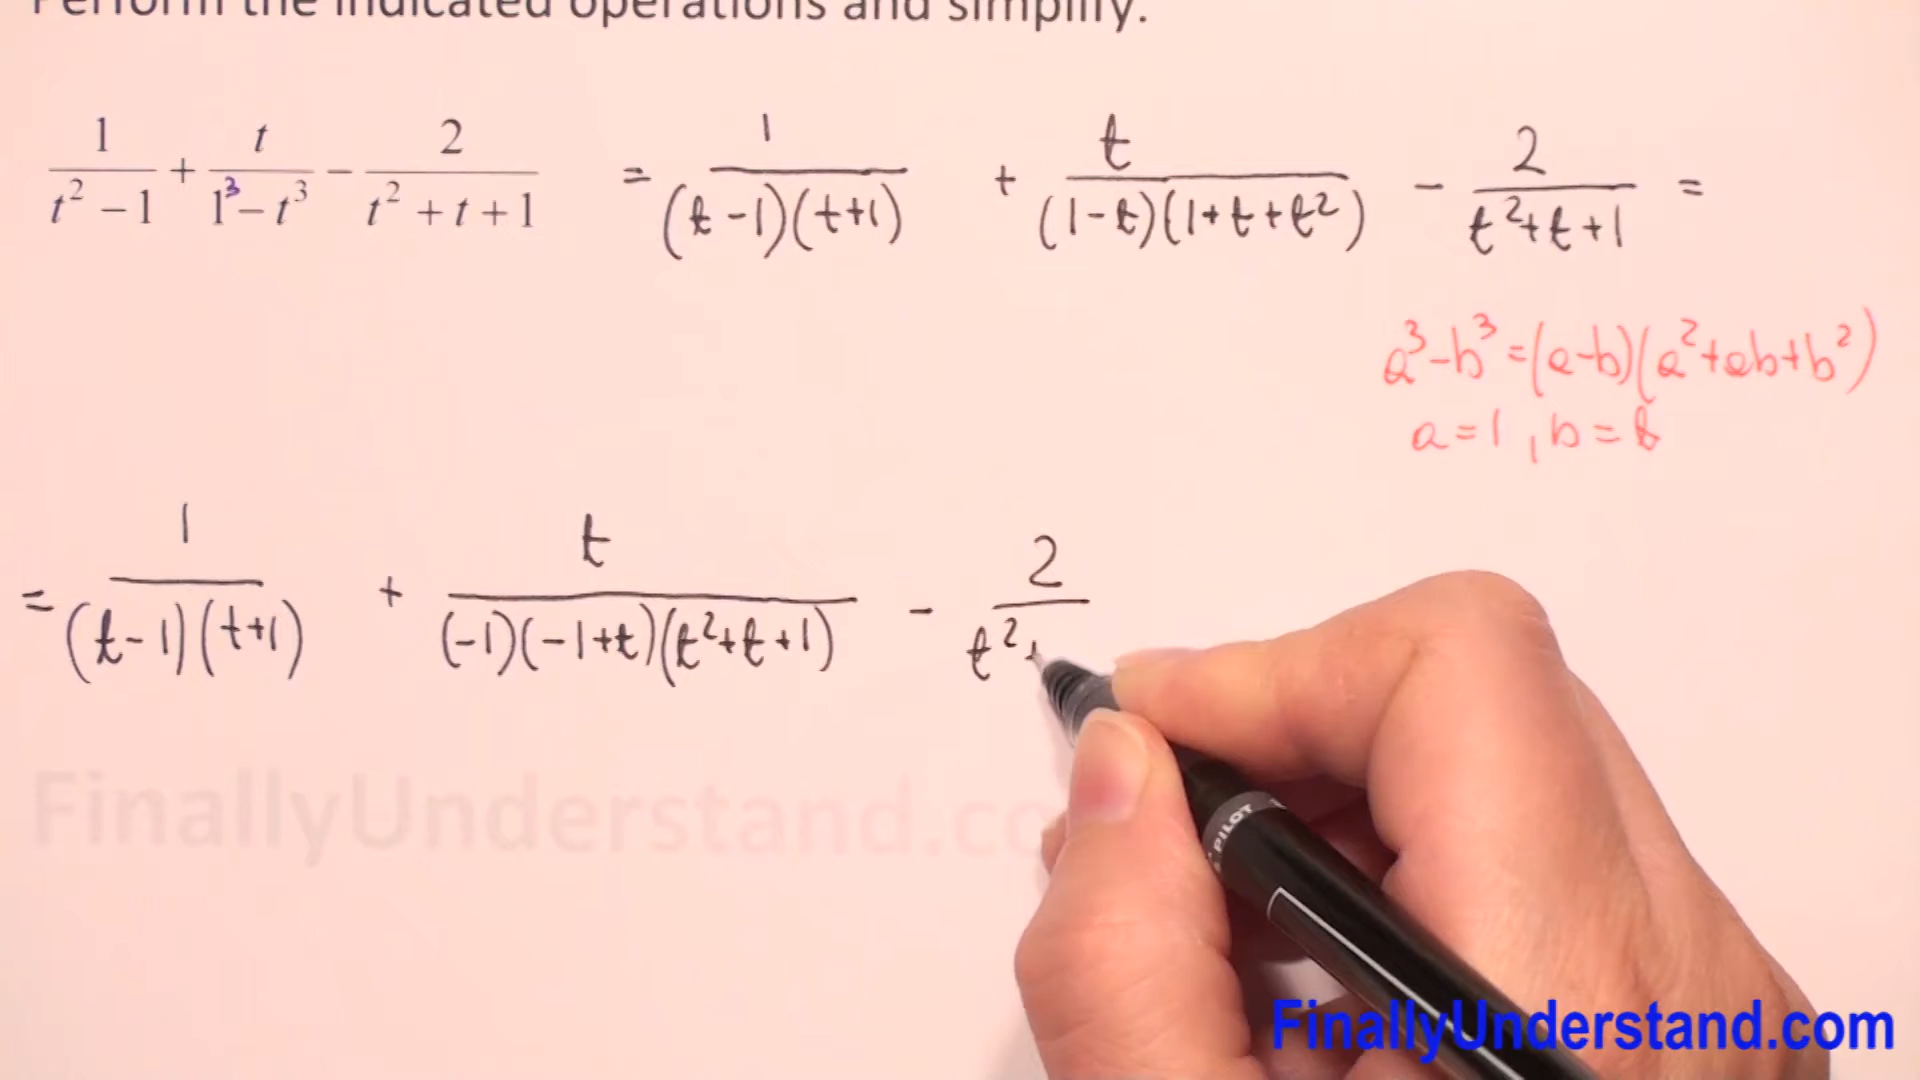 Perform the indicated operations and simplify.
1/(t² - 1) + t/(1³ - t³) - 2/(t² + t + 1) = 1/((t-1)(t+1)) + t/((1-t)(1+t+t²)) - 2/(t²+t+1) =
a³-b³=(a-b)(a²+ab+b²)
a=1, b=t
= 1/((t-1)(t+1)) + t/((-1)(-1+t)(t²+t+1)) - 2/(t²+
FinallyUnderstand.co
PILOT
FinallyUnderstand.com